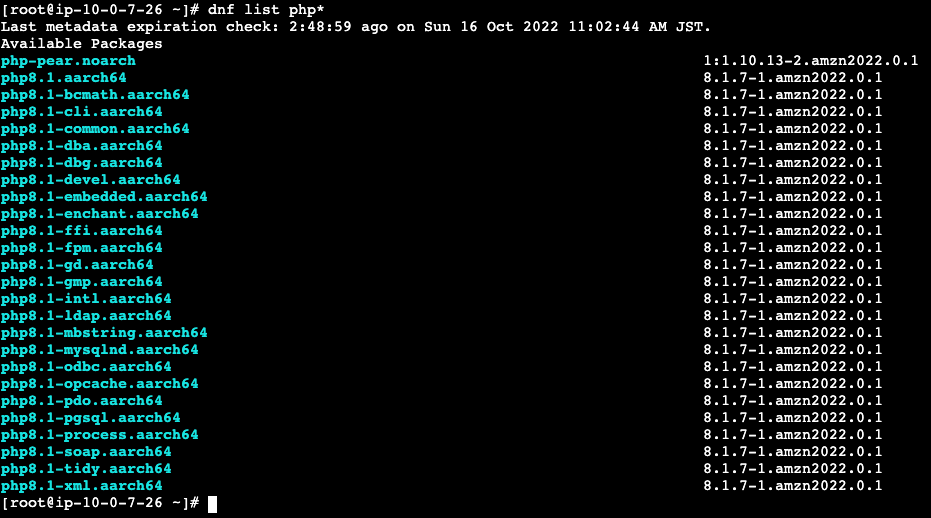 [root@ip-10-0-7-26 ~]# dnf list php*
Last metadata expiration check: 2:48:59 ago on Sun 16 Oct 2022 11:02:44 AM JST.
Available Packages
php-pear.noarch 1:1.10.13-2.amzn2022.0.1
php8.1.aarch64 8.1.7-1.amzn2022.0.1
php8.1-bcmath.aarch64 8.1.7-1.amzn2022.0.1
php8.1-cli.aarch64 8.1.7-1.amzn2022.0.1
php8.1-common.aarch64 8.1.7-1.amzn2022.0.1
php8.1-dba.aarch64 8.1.7-1.amzn2022.0.1
php8.1-dbg.aarch64 8.1.7-1.amzn2022.0.1
php8.1-devel.aarch64 8.1.7-1.amzn2022.0.1
php8.1-embedded.aarch64 8.1.7-1.amzn2022.0.1
php8.1-enchant.aarch64 8.1.7-1.amzn2022.0.1
php8.1-ffi.aarch64 8.1.7-1.amzn2022.0.1
php8.1-fpm.aarch64 8.1.7-1.amzn2022.0.1
php8.1-gd.aarch64 8.1.7-1.amzn2022.0.1
php8.1-gmp.aarch64 8.1.7-1.amzn2022.0.1
php8.1-intl.aarch64 8.1.7-1.amzn2022.0.1
php8.1-ldap.aarch64 8.1.7-1.amzn2022.0.1
php8.1-mbstring.aarch64 8.1.7-1.amzn2022.0.1
php8.1-mysqlnd.aarch64 8.1.7-1.amzn2022.0.1
php8.1-odbc.aarch64 8.1.7-1.amzn2022.0.1
php8.1-opcache.aarch64 8.1.7-1.amzn2022.0.1
php8.1-pdo.aarch64 8.1.7-1.amzn2022.0.1
php8.1-pgsql.aarch64 8.1.7-1.amzn2022.0.1
php8.1-process.aarch64 8.1.7-1.amzn2022.0.1
php8.1-soap.aarch64 8.1.7-1.amzn2022.0.1
php8.1-tidy.aarch64 8.1.7-1.amzn2022.0.1
php8.1-xml.aarch64 8.1.7-1.amzn2022.0.1
[root@ip-10-0-7-26 ~]#